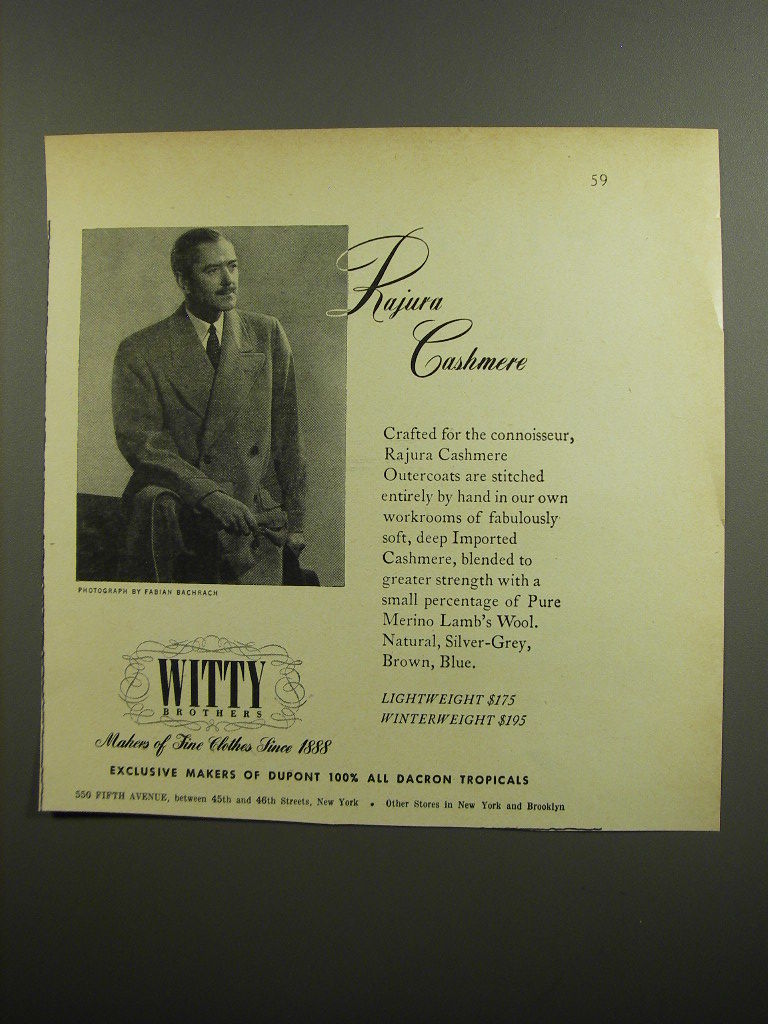 59
Rajura
Cashmere
Crafted for the connoisseur,
Rajura Cashmere
Outercoats are stitched
entirely by hand in our own
workrooms of fabulously
soft, deep Imported
Cashmere, blended to
greater strength with a
small percentage of Pure
Merino Lamb's Wool.
Natural, Silver-Grey,
Brown, Blue.
LIGHTWEIGHT $175
WINTERWEIGHT $195
PHOTOGRAPH BY FABIAN BACHRACH
WITTY
BROTHERS
Makers of Fine Clothes Since 1888
EXCLUSIVE MAKERS OF DUPONT 100% ALL DACRON TROPICALS
550 FIFTH AVENUE, between 45th and 46th Streets, New York • Other Stores in New York and Brooklyn